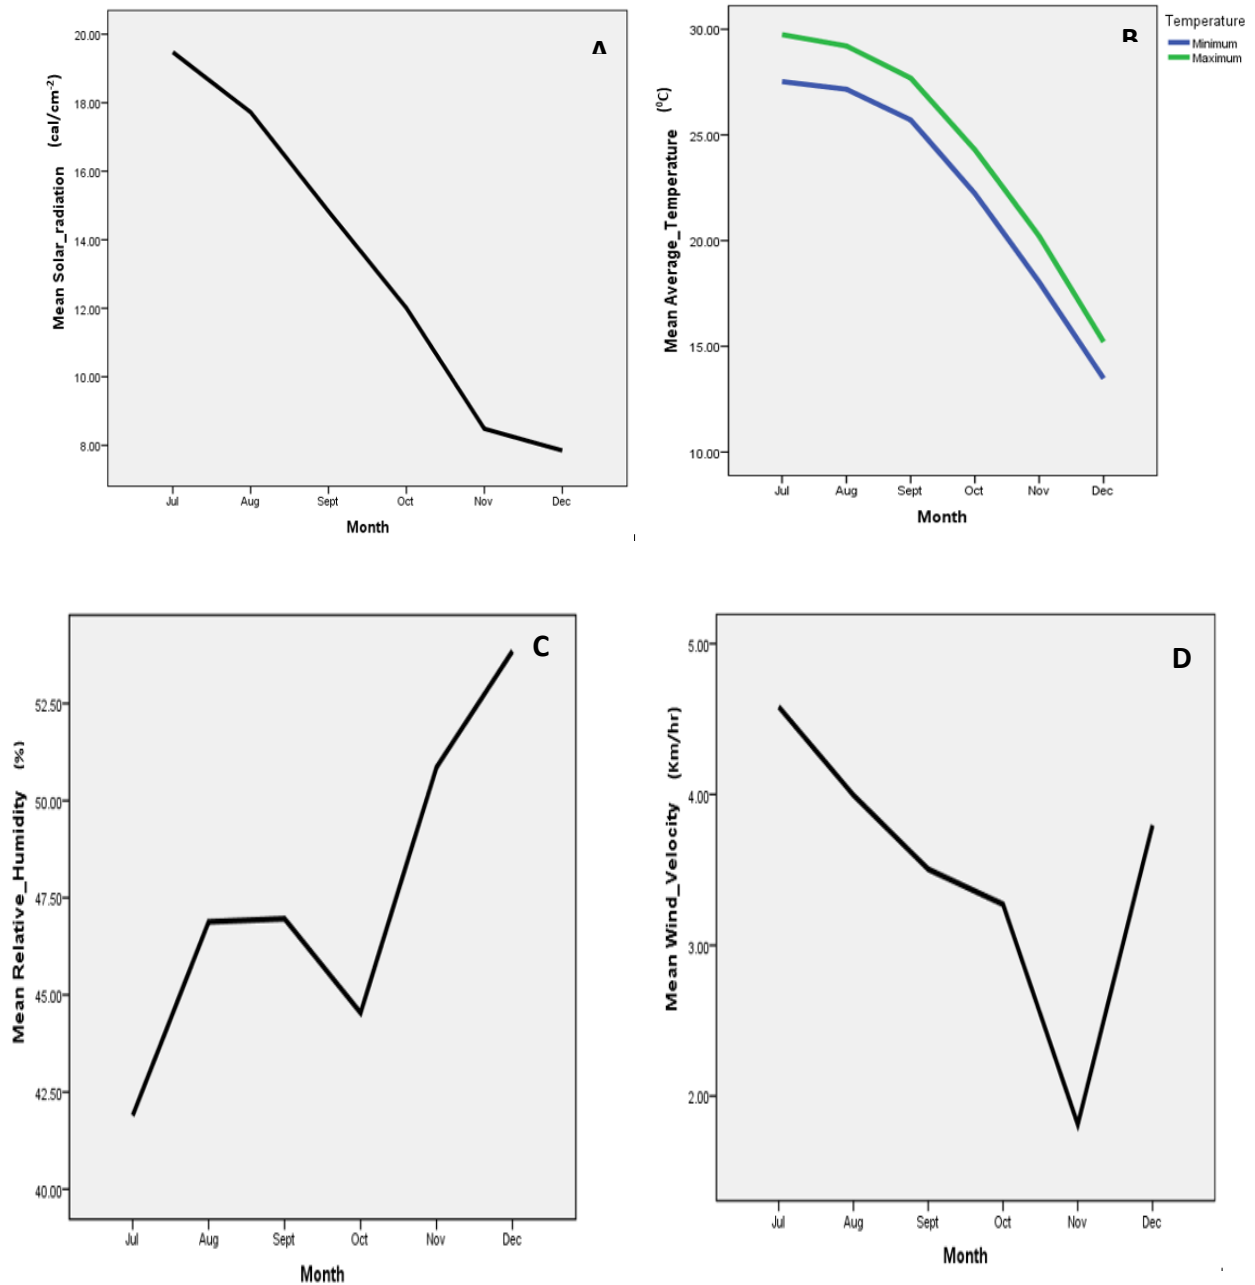 A
20.00
18.00
16.00
14.00
12.00
10.00
8.00
Mean Solar_radiation (cal/cm⁻²)
Jul Aug Sept Oct Nov Dec
Month
B
Temperature
Minimum
Maximum
30.00
25.00
20.00
15.00
10.00
Mean Average_Temperature (⁰C)
Jul Aug Sept Oct Nov Dec
Month
C
52.50
50.00
47.50
45.00
42.50
40.00
Mean Relative_Humidity (%)
Jul Aug Sept Oct Nov Dec
Month
D
5.00
4.00
3.00
2.00
Mean Wind_Velocity (Km/hr)
Jul Aug Sept Oct Nov Dec
Month